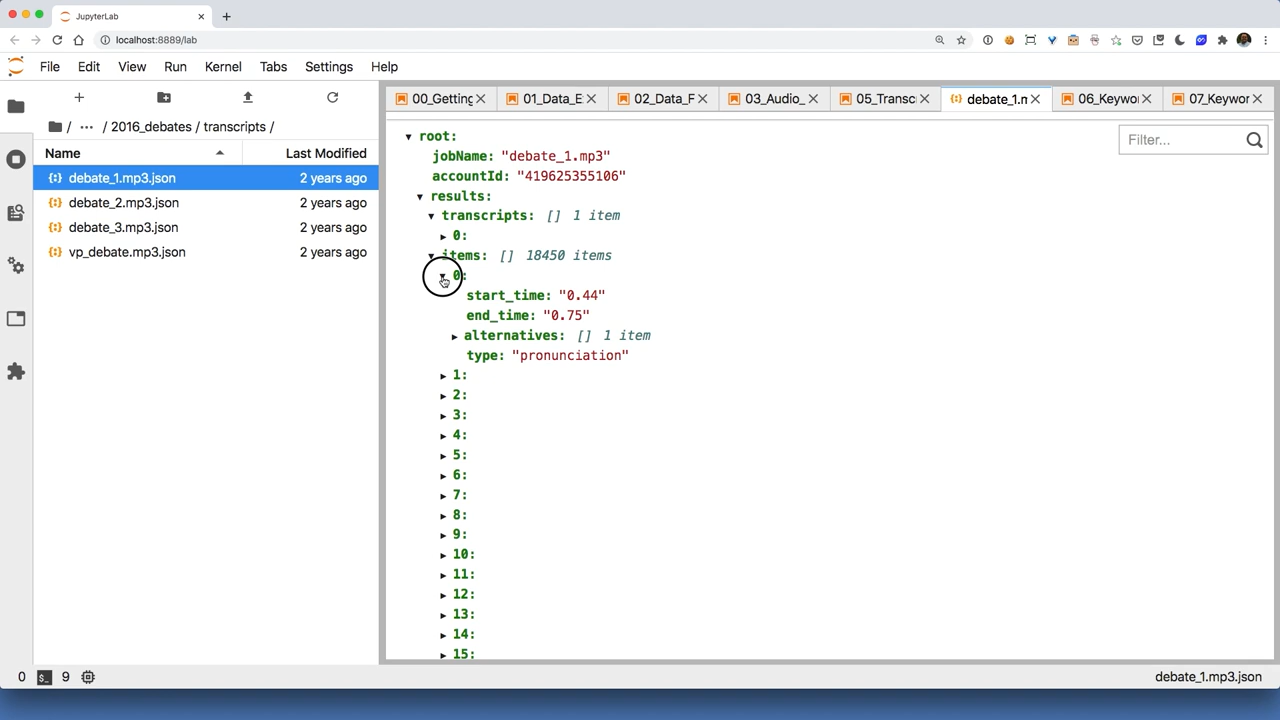 JupyterLab
localhost:8889/lab
File Edit View Run Kernel Tabs Settings Help
00_Getting 01_Data_E 02_Data_F 03_Audio_ 05_Transc debate_1.m 06_Keywo 07_Keywor
/ ··· / 2016_debates / transcripts /
Name Last Modified
debate_1.mp3.json 2 years ago
debate_2.mp3.json 2 years ago
debate_3.mp3.json 2 years ago
vp_debate.mp3.json 2 years ago
Filter...
root:
jobName: "debate_1.mp3"
accountId: "419625355106"
results:
transcripts: [] 1 item
0:
items: [] 18450 items
0:
start_time: "0.44"
end_time: "0.75"
alternatives: [] 1 item
type: "pronunciation"
1:
2:
3:
4:
5:
6:
7:
8:
9:
10:
11:
12:
13:
14:
15:
0 $_ 9 debate_1.mp3.json